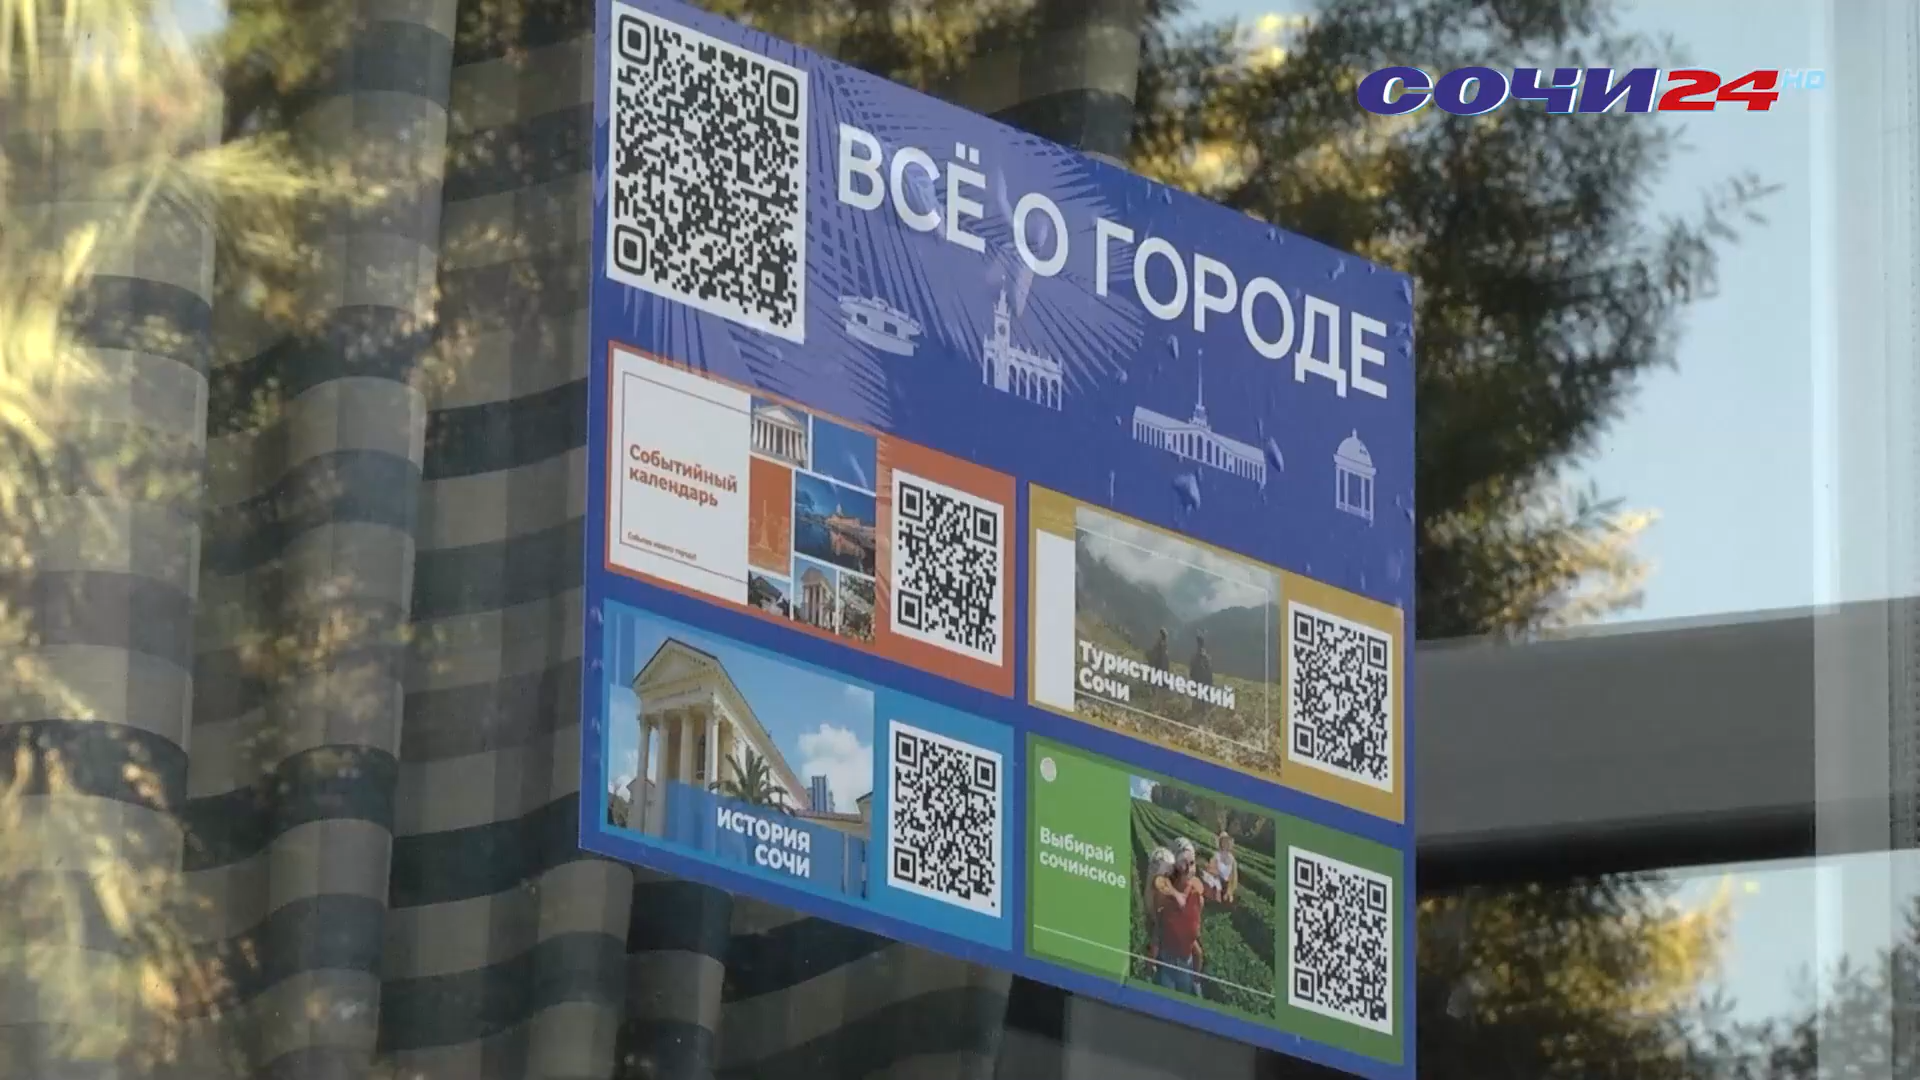 СОЧИ24 HD
ВСЁ О ГОРОДЕ
Событийный
календарь
Туристический
Сочи
ИСТОРИЯ
СОЧИ
Выбирай
сочинское